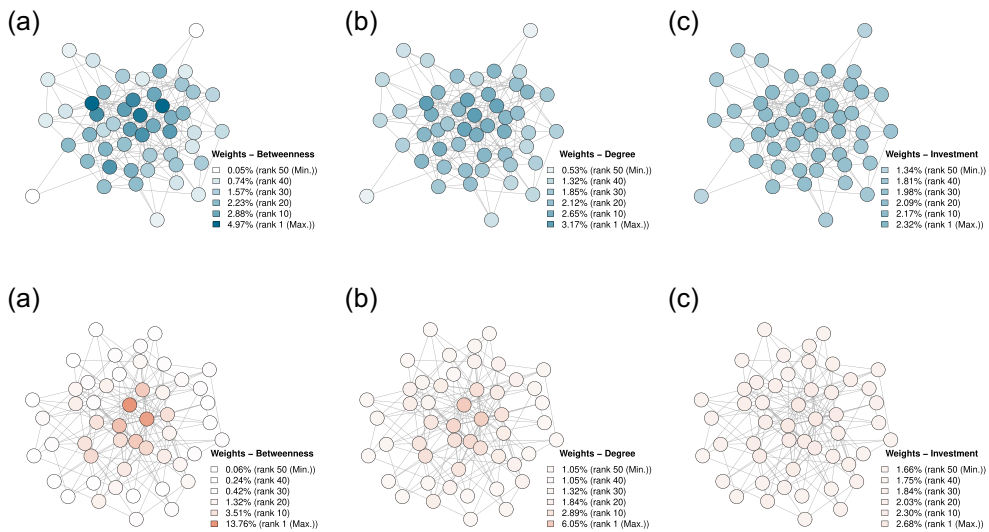 (a)
(b)
(c)
Weights – Betweenness
0.05% (rank 50 (Min.))
0.74% (rank 40)
1.57% (rank 30)
2.23% (rank 20)
2.88% (rank 10)
4.97% (rank 1 (Max.))
Weights – Degree
0.53% (rank 50 (Min.))
1.32% (rank 40)
1.85% (rank 30)
2.12% (rank 20)
2.65% (rank 10)
3.17% (rank 1 (Max.))
Weights – Investment
1.34% (rank 50 (Min.))
1.81% (rank 40)
1.98% (rank 30)
2.09% (rank 20)
2.17% (rank 10)
2.32% (rank 1 (Max.))
(a)
(b)
(c)
Weights – Betweenness
0.06% (rank 50 (Min.))
0.24% (rank 40)
0.42% (rank 30)
1.32% (rank 20)
3.51% (rank 10)
13.76% (rank 1 (Max.))
Weights – Degree
1.05% (rank 50 (Min.))
1.05% (rank 40)
1.32% (rank 30)
1.84% (rank 20)
2.89% (rank 10)
6.05% (rank 1 (Max.))
Weights – Investment
1.66% (rank 50 (Min.))
1.75% (rank 40)
1.84% (rank 30)
2.03% (rank 20)
2.30% (rank 10)
2.68% (rank 1 (Max.))